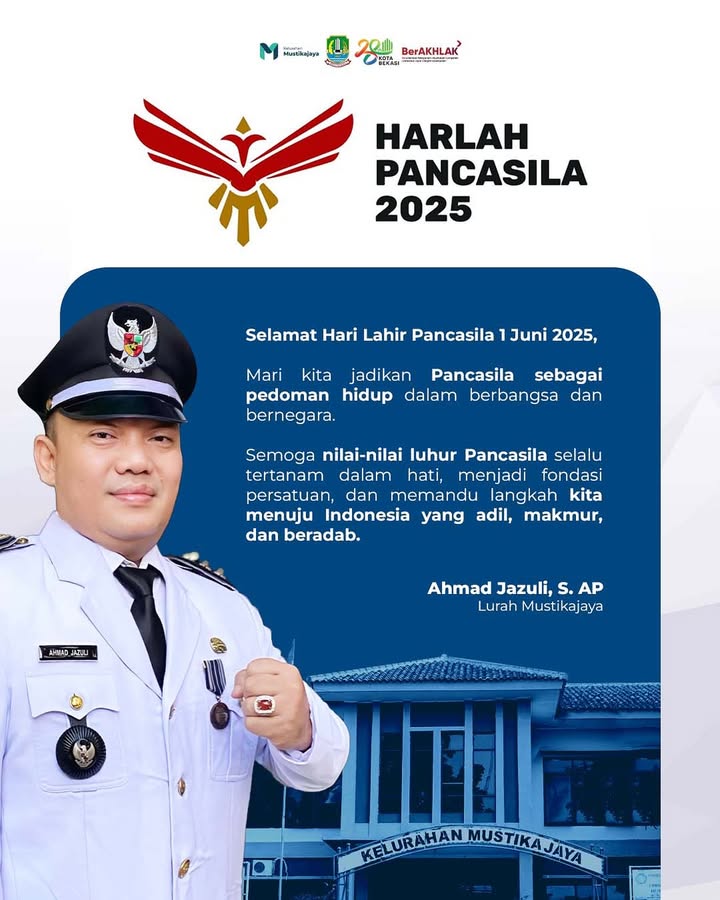 Kelurahan
Mustikajaya
28
KOTA
BEKASI
BerAKHLAK
HARLAH
PANCASILA
2025
Selamat Hari Lahir Pancasila 1 Juni 2025,
Mari kita jadikan Pancasila sebagai
pedoman hidup dalam berbangsa dan
bernegara.
Semoga nilai-nilai luhur Pancasila selalu
tertanam dalam hati, menjadi fondasi
persatuan, dan memandu langkah kita
menuju Indonesia yang adil, makmur,
dan beradab.
Ahmad Jazuli, S. AP
Lurah Mustikajaya
AHMAD JAZULI
KELURAHAN MUSTIKA JAYA